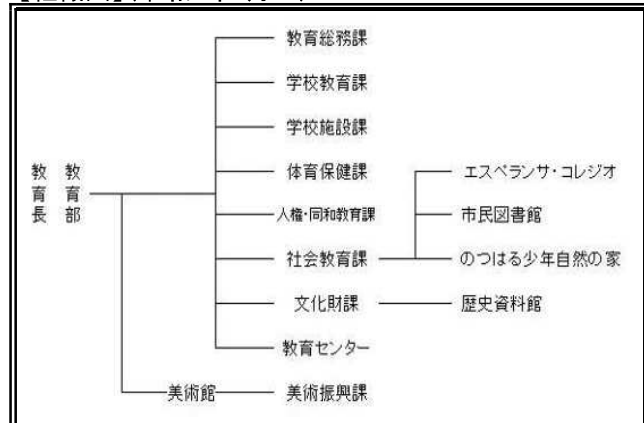 教育長 教育部
教育総務課
学校教育課
学校施設課
体育保健課
人権・同和教育課
社会教育課
エスペランサ・コレジオ
市民図書館
のつはる少年自然の家
文化財課
歴史資料館
教育センター
美術館
美術振興課